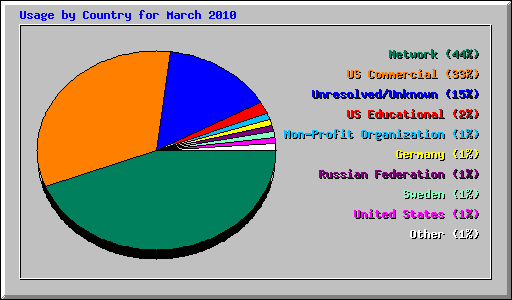 Usage by Country for March 2010
Network (44%)
US Commercial (33%)
Unresolved/Unknown (15%)
US Educational (2%)
Non-Profit Organization (1%)
Germany (1%)
Russian Federation (1%)
Sweden (1%)
United States (1%)
Other (1%)